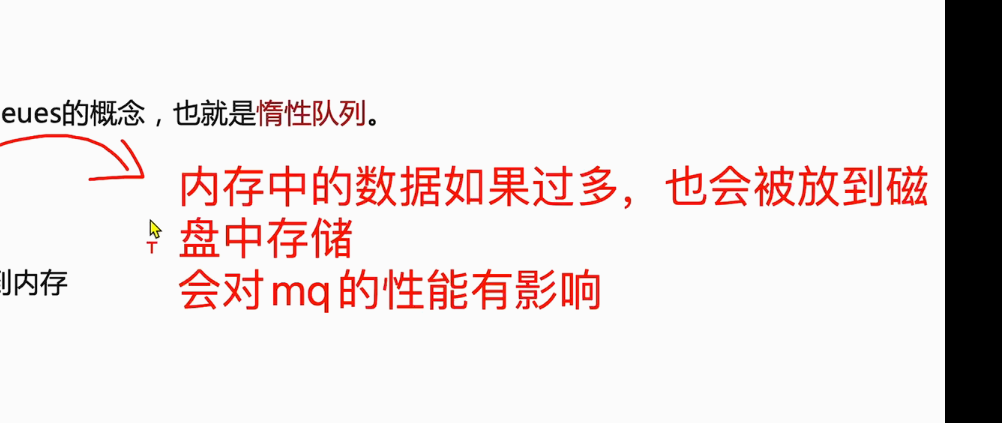 eues的概念，也就是惰性队列。
内存中的数据如果过多，也会被放到磁
盘中存储
到内存
会对mq的性能有影响